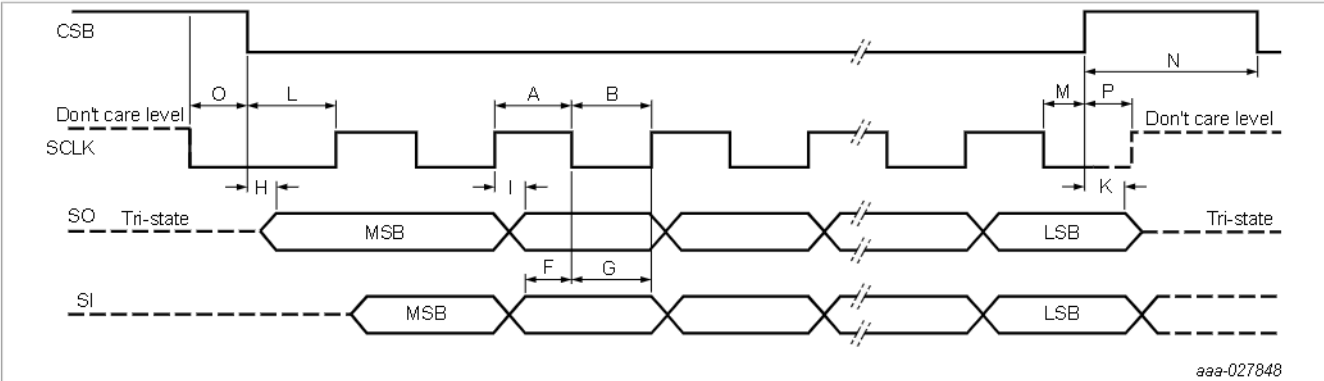 CSB
N
O L A B M P
Don't care level
Don't care level
SCLK
H I K
SO Tri-state MSB LSB Tri-state
F G
SI
MSB LSB
aaa-027848